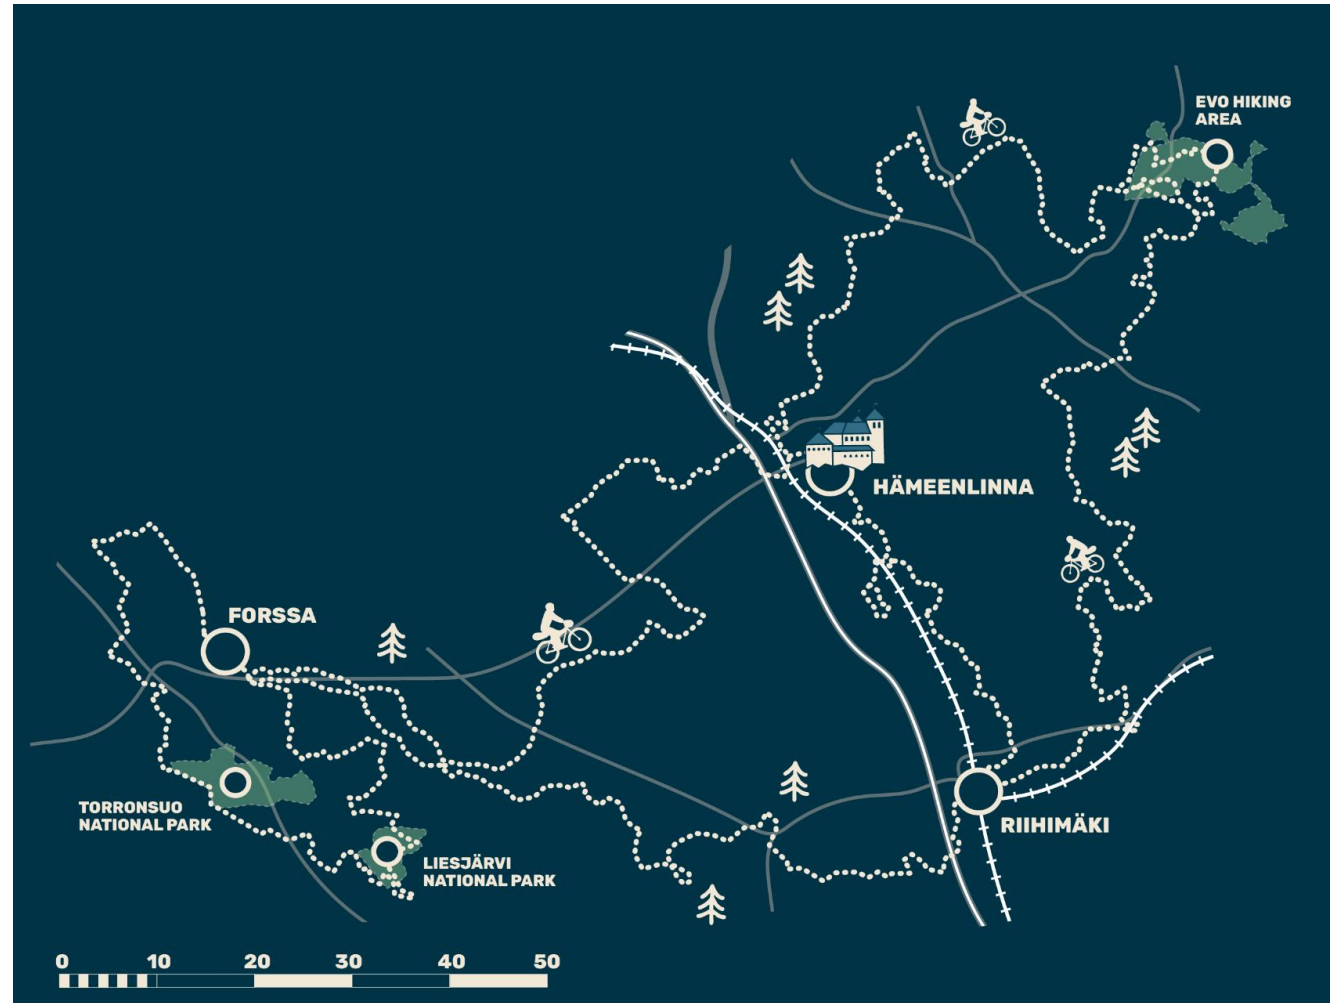 EVO HIKING
AREA
HÄMEENLINNA
FORSSA
TORRONSUO
NATIONAL PARK
RIIHIMÄKI
LIESJÄRVI
NATIONAL PARK
0 10 20 30 40 50